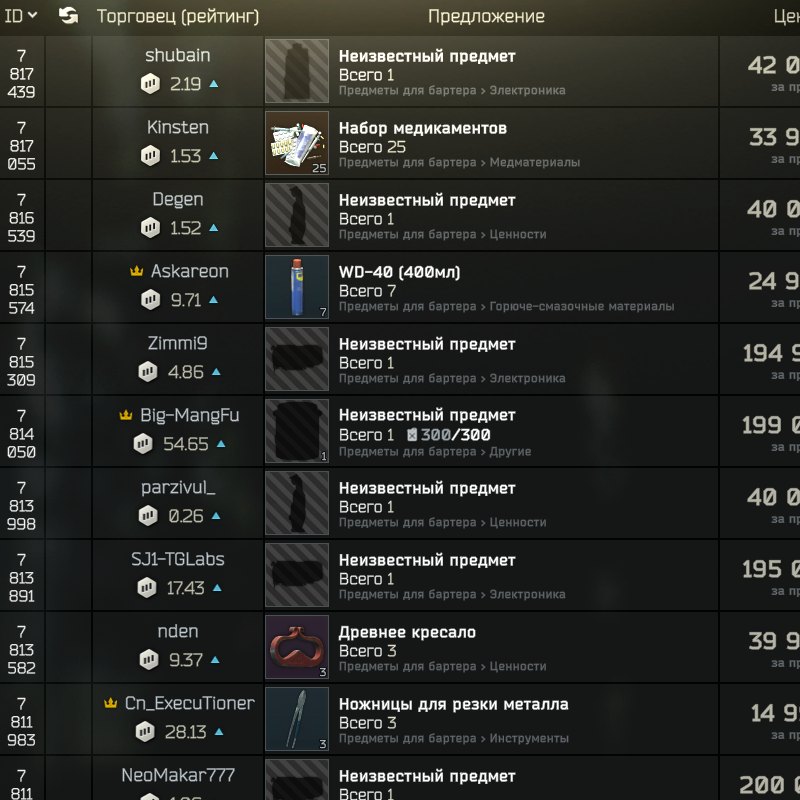 ID Торговец (рейтинг) Предложение
7 817 439
shubain
2.19
Неизвестный предмет
Всего 1
Предметы для бартера > Электроника
42
7 817 055
Kinsten
1.53
25
Набор медикаментов
Всего 25
Предметы для бартера > Медматериалы
33 9
7 816 539
Degen
1.52
Неизвестный предмет
Всего 1
Предметы для бартера > Ценности
40
7 815 574
Askareon
9.71
7
WD-40 (400мл)
Всего 7
Предметы для бартера > Горюче-смазочные материалы
24 9
7 815 309
Zimmi9
4.86
Неизвестный предмет
Всего 1
Предметы для бартера > Электроника
194
7 814 050
Big-MangFu
54.65
1
Неизвестный предмет
Всего 1 300/300
Предметы для бартера > Другие
199
7 813 998
parzivul_
0.26
Неизвестный предмет
Всего 1
Предметы для бартера > Ценности
40
7 813 891
SJ1-TGLabs
17.43
Неизвестный предмет
Всего 1
Предметы для бартера > Электроника
195
7 813 582
nden
9.37
3
Древнее кресало
Всего 3
Предметы для бартера > Ценности
39 9
7 811 983
Cn_ExecuTioner
28.13
3
Ножницы для резки металла
Всего 3
Предметы для бартера > Инструменты
14
7 811
NeoMakar777
Неизвестный предмет
Всего 1
200